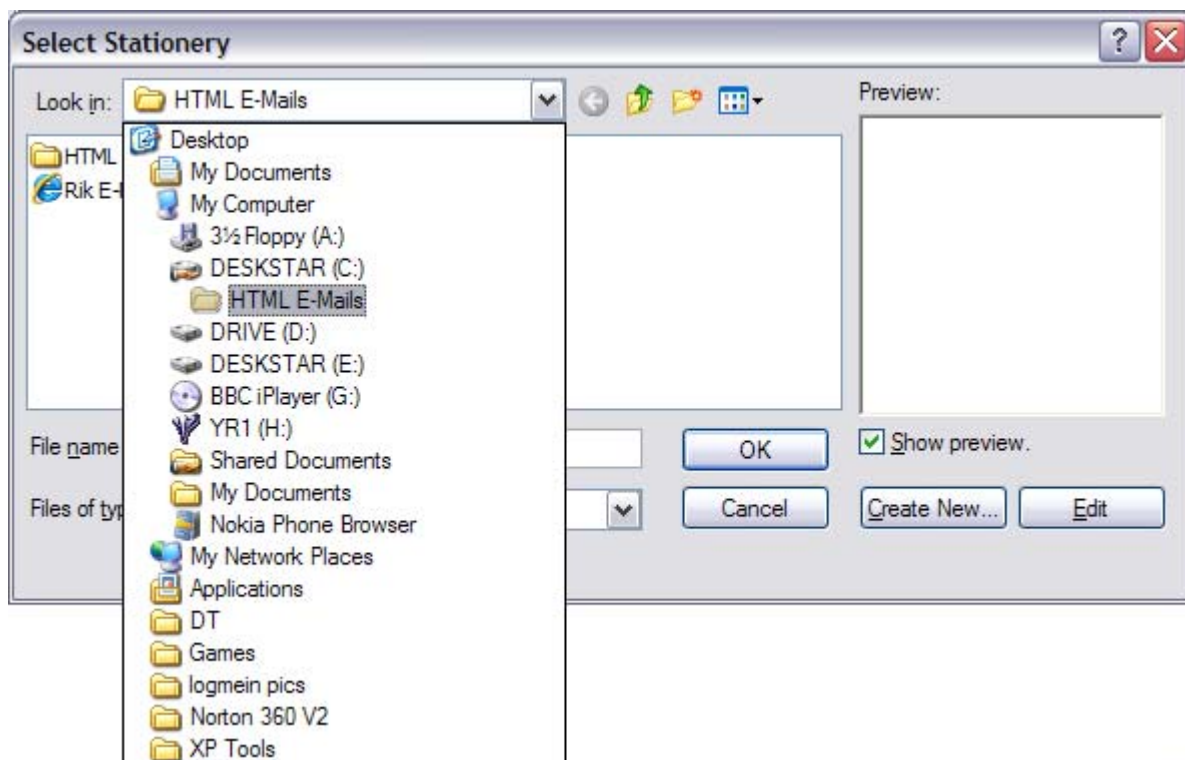 Select Stationery
Look in: HTML E-Mails
Preview:
Desktop
HTML
My Documents
Rik E-
My Computer
3½ Floppy (A:)
DESKSTAR (C:)
HTML E-Mails
DRIVE (D:)
DESKSTAR (E:)
BBC iPlayer (G:)
YR1 (H:)
File name
OK
Show preview.
Shared Documents
My Documents
Files of typ
Cancel
Create New...
Edit
Nokia Phone Browser
My Network Places
Applications
DT
Games
logmein pics
Norton 360 V2
XP Tools